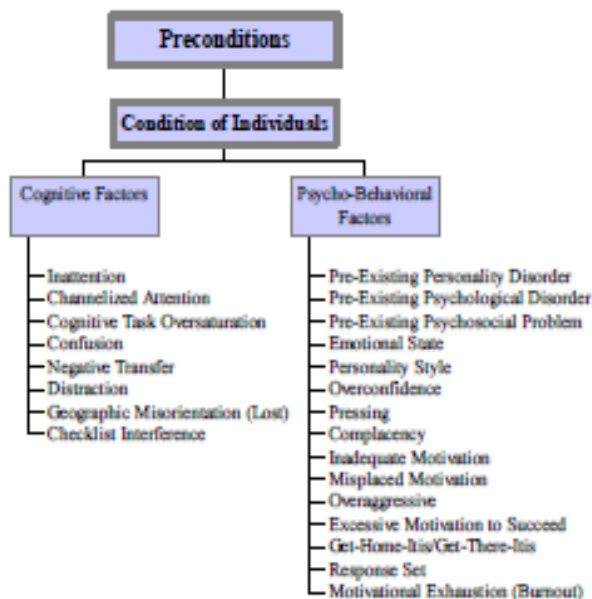 Preconditions
Condition of Individuals
Cognitive Factors
Inattention
Channelized Attention
Cognitive Task Oversaturation
Confusion
Negative Transfer
Distraction
Geographic Misorientation (Lost)
Checklist Interference
Psycho-Behavioral
Factors
Pre-Existing Personality Disorder
Pre-Existing Psychological Disorder
Pre-Existing Psychosocial Problem
Emotional State
Personality Style
Overconfidence
Pressing
Complacency
Inadequate Motivation
Misplaced Motivation
Overaggressive
Excessive Motivation to Succeed
Get-Home-Itis/Get-There-Itis
Response Set
Motivational Exhaustion (Burnout)